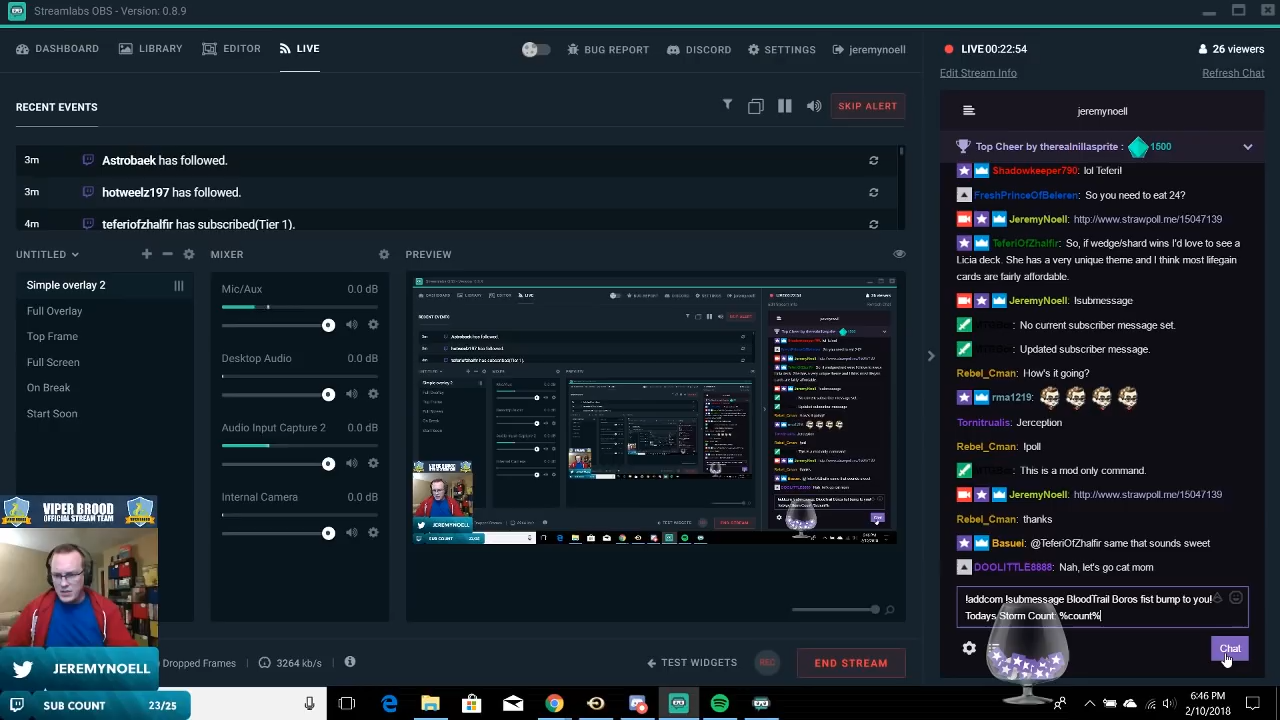 Streamlabs OBS - Version: 0.8.9
DASHBOARD
LIBRARY
EDITOR
LIVE
BUG REPORT
DISCORD
SETTINGS
jeremynoell
RECENT EVENTS
SKIP ALERT
3m Astrobaek has followed.
3m hotweelz197 has followed.
4m teferiofzhalfir has subscribed(Tier 1).
UNTITLED
Simple overlay 2
Full Overlay
Top Frame
Full Screen
On Break
Start Soon
MIXER
Mic/Aux 0.0 dB
Desktop Audio 0.0 dB
Audio Input Capture 2 0.0 dB
Internal Camera 0.0 dB
PREVIEW
JEREMYNOELL
SUB COUNT 23/25
Dropped Frames
3264 kb/s
TEST WIDGETS
REC
END STREAM
LIVE 00:22:54
26 viewers
Edit Stream Info
Refresh Chat
jeremynoell
Top Cheer by therealnillasprite : 1500
Shadowkeeper790: lol Teferi!
FreshPrinceOfBeleren: So you need to eat 24?
JeremyNoell: http://www.strawpoll.me/15047139
TeferiOfZhalfir: So, if wedge/shard wins I'd love to see a
Licia deck. She has a very unique theme and I think most lifegain
cards are fairly affordable.
JeremyNoell: !submessage
No current subscriber message set.
Updated subscriber message.
Rebel_Cman: How's it going?
rma1219:
Tornitrualis: Jerception
Rebel_Cman: !poll
This is a mod only command.
JeremyNoell: http://www.strawpoll.me/15047139
Rebel_Cman: thanks
Basuei: @TeferiOfZhalfir same that sounds sweet
DOOLITTLE8888: Nah, let's go cat mom
!addcom !submessage BloodTrail Boros fist bump to you!
Todays Storm Count: %count%
Chat
6:46 PM
2/10/2018